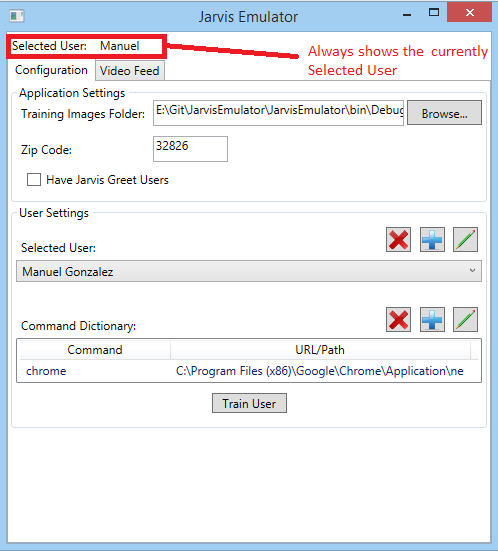 Jarvis Emulator
Selected User: Manuel
Always shows the currently
Selected User
Configuration Video Feed
Application Settings
Training Images Folder: E:\Git\JarvisEmulator\JarvisEmulator\bin\Debug Browse...
Zip Code: 32826
Have Jarvis Greet Users
User Settings
Selected User:
Manuel Gonzalez
Command Dictionary:
Command URL/Path
chrome C:\Program Files (x86)\Google\Chrome\Application\ne
Train User